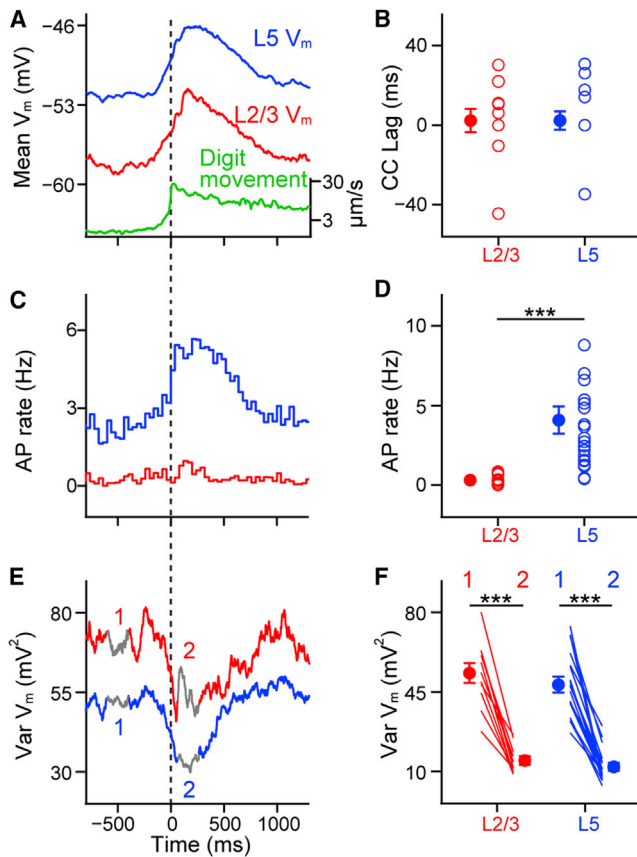 A
Mean Vm (mV)
−46
−53
−60
L5 Vm
L2/3 Vm
Digit
movement
30
3
μm/s
B
CC Lag (ms)
40
0
−40
L2/3 L5
C
AP rate (Hz)
6
3
0
D
AP rate (Hz)
10
5
0
***
L2/3 L5
E
Var Vm (mV²)
80
55
30
1
2
1
2
−500 0 500 1000
Time (ms)
F
Var Vm (mV²)
80
45
10
1 2 1 2
*** ***
L2/3 L5